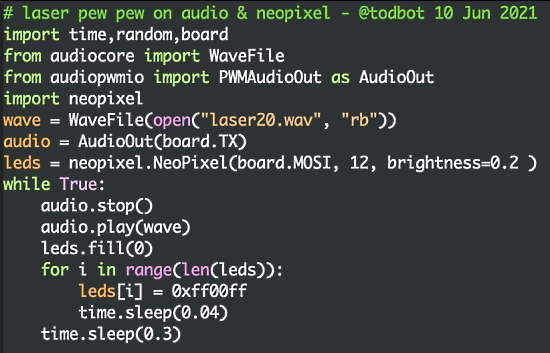 # laser pew pew on audio & neopixel - @todbot 10 Jun 2021
import time,random,board
from audiocore import WaveFile
from audiopwmio import PWMAudioOut as AudioOut
import neopixel
wave = WaveFile(open("laser20.wav", "rb"))
audio = AudioOut(board.TX)
leds = neopixel.NeoPixel(board.MOSI, 12, brightness=0.2 )
while True:
    audio.stop()
    audio.play(wave)
    leds.fill(0)
    for i in range(len(leds)):
        leds[i] = 0xff00ff
        time.sleep(0.04)
    time.sleep(0.3)